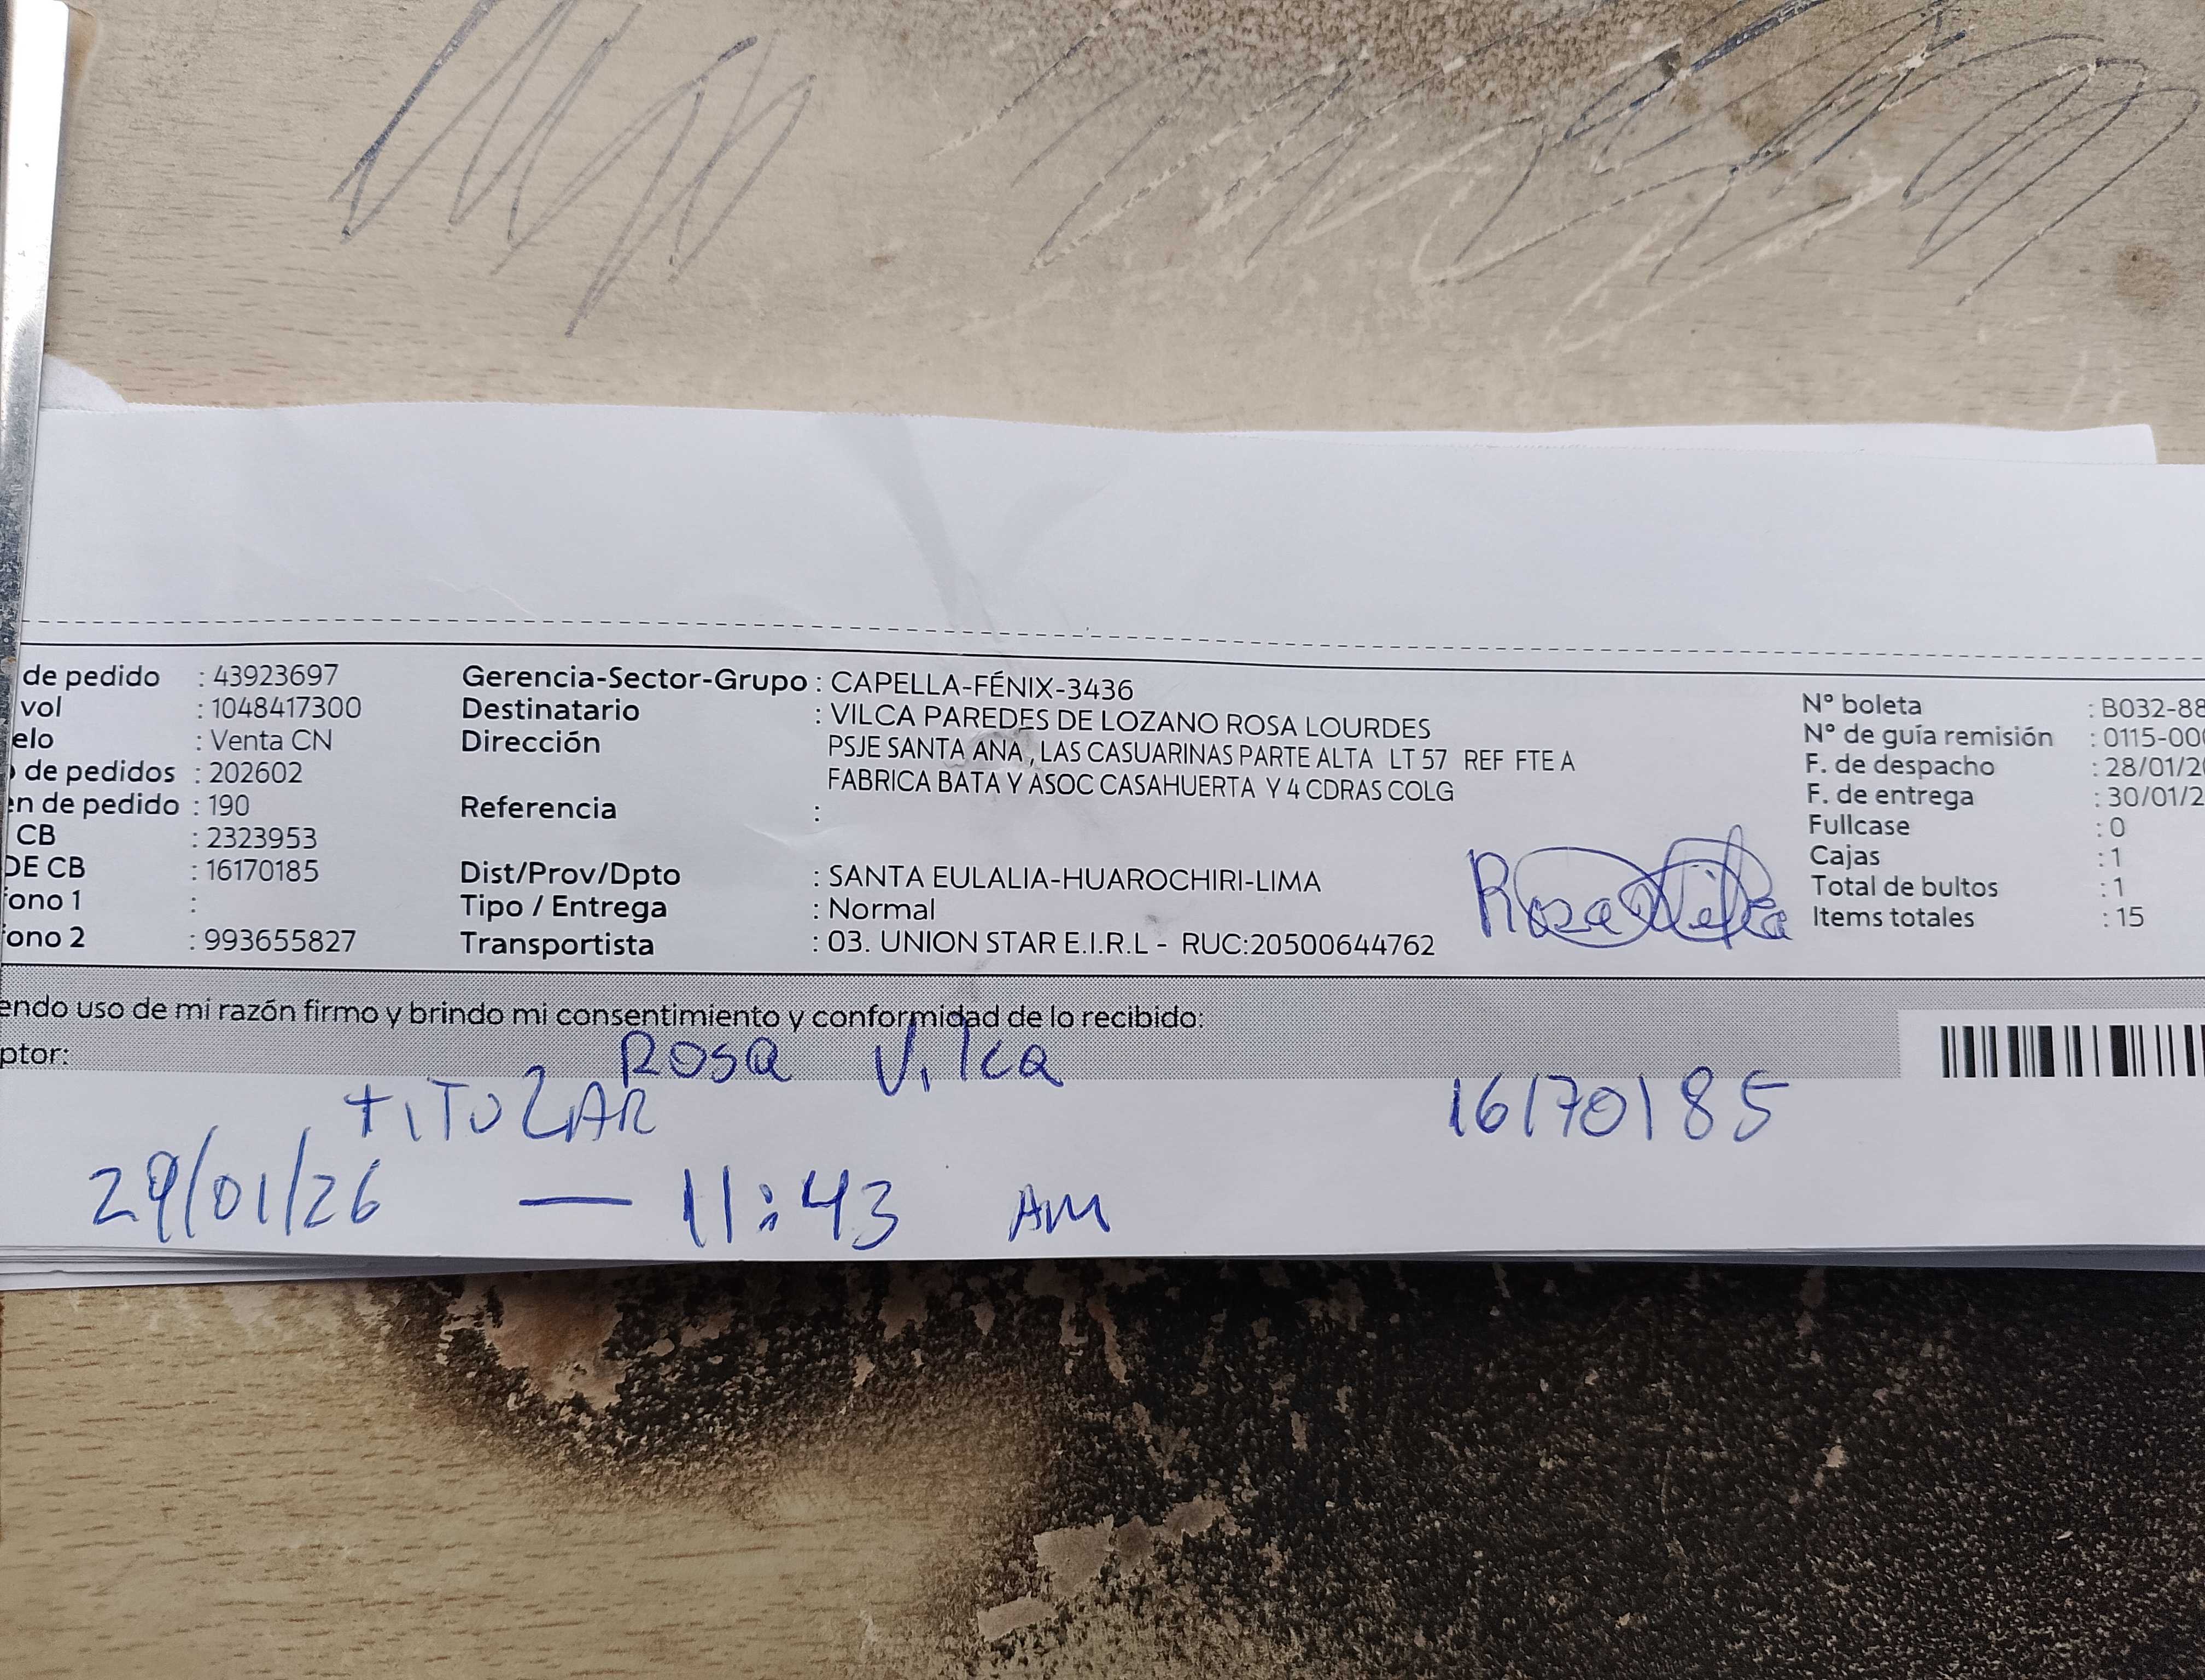 de pedido : 43923697
vol : 1048417300
elo : Venta CN
de pedidos : 202602
en de pedido : 190
CB : 2323953
DE CB : 16170185
fono 1 :
fono 2 : 993655827
Gerencia-Sector-Grupo : CAPELLA-FÉNIX-3436
Destinatario : VILCA PAREDES DE LOZANO ROSA LOURDES
Dirección PSJE SANTA ANA , LAS CASUARINAS PARTE ALTA LT 57 REF FTE A
FABRICA BATA Y ASOC CASAHUERTA Y 4 CDRAS COLG
Referencia :
Dist/Prov/Dpto : SANTA EULALIA-HUAROCHIRI-LIMA
Tipo / Entrega : Normal
Transportista : 03. UNION STAR E.I.R.L - RUC:20500644762
Rosa Vilca
N° boleta : B032-88
N° de guía remisión : 0115-000
F. de despacho : 28/01/20
F. de entrega : 30/01/2
Fullcase : 0
Cajas : 1
Total de bultos : 1
Items totales : 15
endo uso de mi razón firmo y brindo mi consentimiento y conformidad de lo recibido:
ptor: Rosa Vilca
TITULAR 16170185
29/01/26 — 11:43 AM